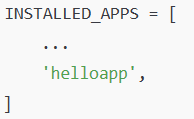 INSTALLED_APPS = [
    ...
    'helloapp',
]